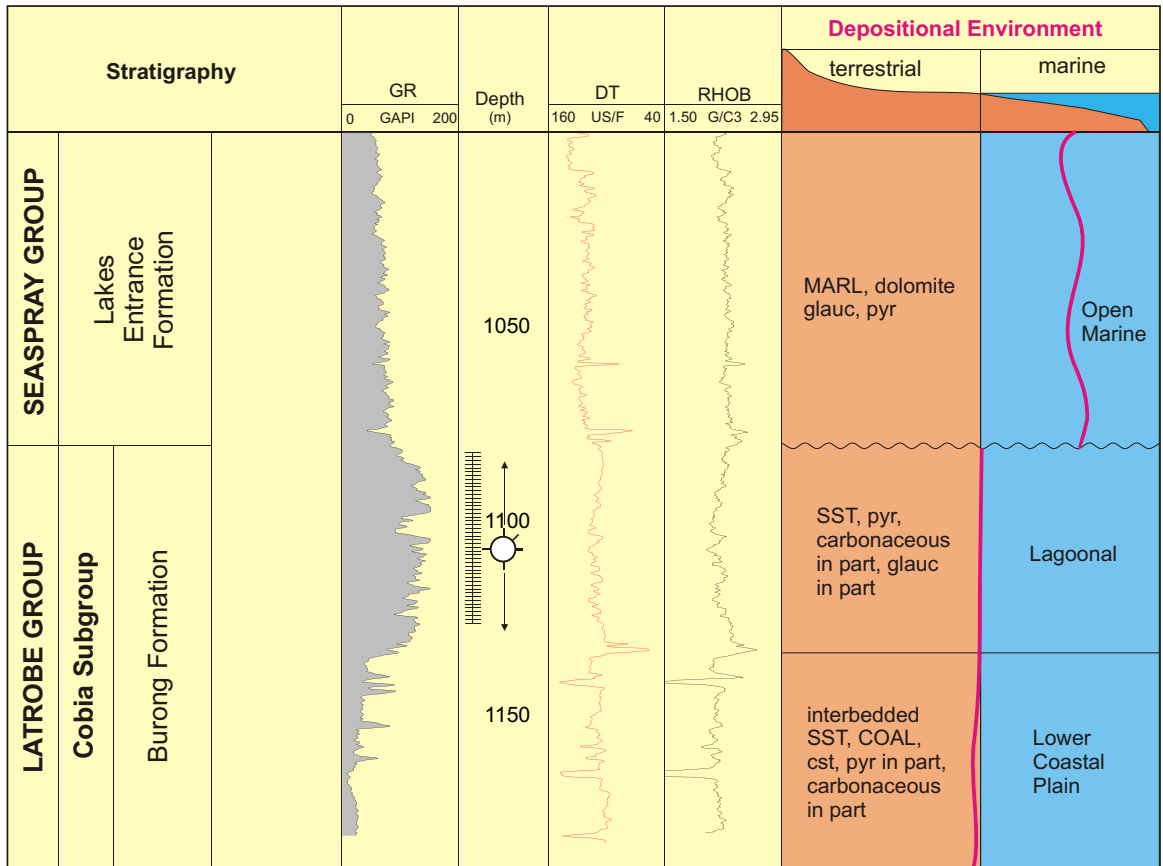 Depositional Environment
Stratigraphy
terrestrial
marine
GR
Depth
(m)
DT
RHOB
0 GAPI 200
160 US/F 40
1.50 G/C3 2.95
SEASPRAY GROUP
Lakes
Entrance
Formation
1050
MARL, dolomite
glauc, pyr
Open
Marine
LATROBE GROUP
Cobia Subgroup
Burong Formation
1100
SST, pyr,
carbonaceous
in part, glauc
in part
Lagoonal
1150
interbedded
SST, COAL,
cst, pyr in part,
carbonaceous
in part
Lower
Coastal
Plain